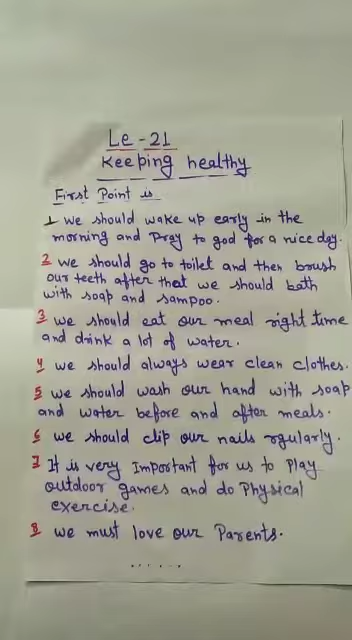 Le - 21
Keeping healthy
First Point is
1 we should wake up early in the
morning and Pray to god for a nice day.
2 we should go to toilet and then brush
our teeth after that we should bath
with soap and sampoo.
3 we should eat our meal right time
and drink a lot of water.
4 we should always wear clean clothes.
5 we should wash our hand with soap
and water before and after meals.
6 we should clip our nails rgularly.
7 It is very Important for us to Play
outdoor games and do Physical
exercise.
8 we must love our Parents.
......